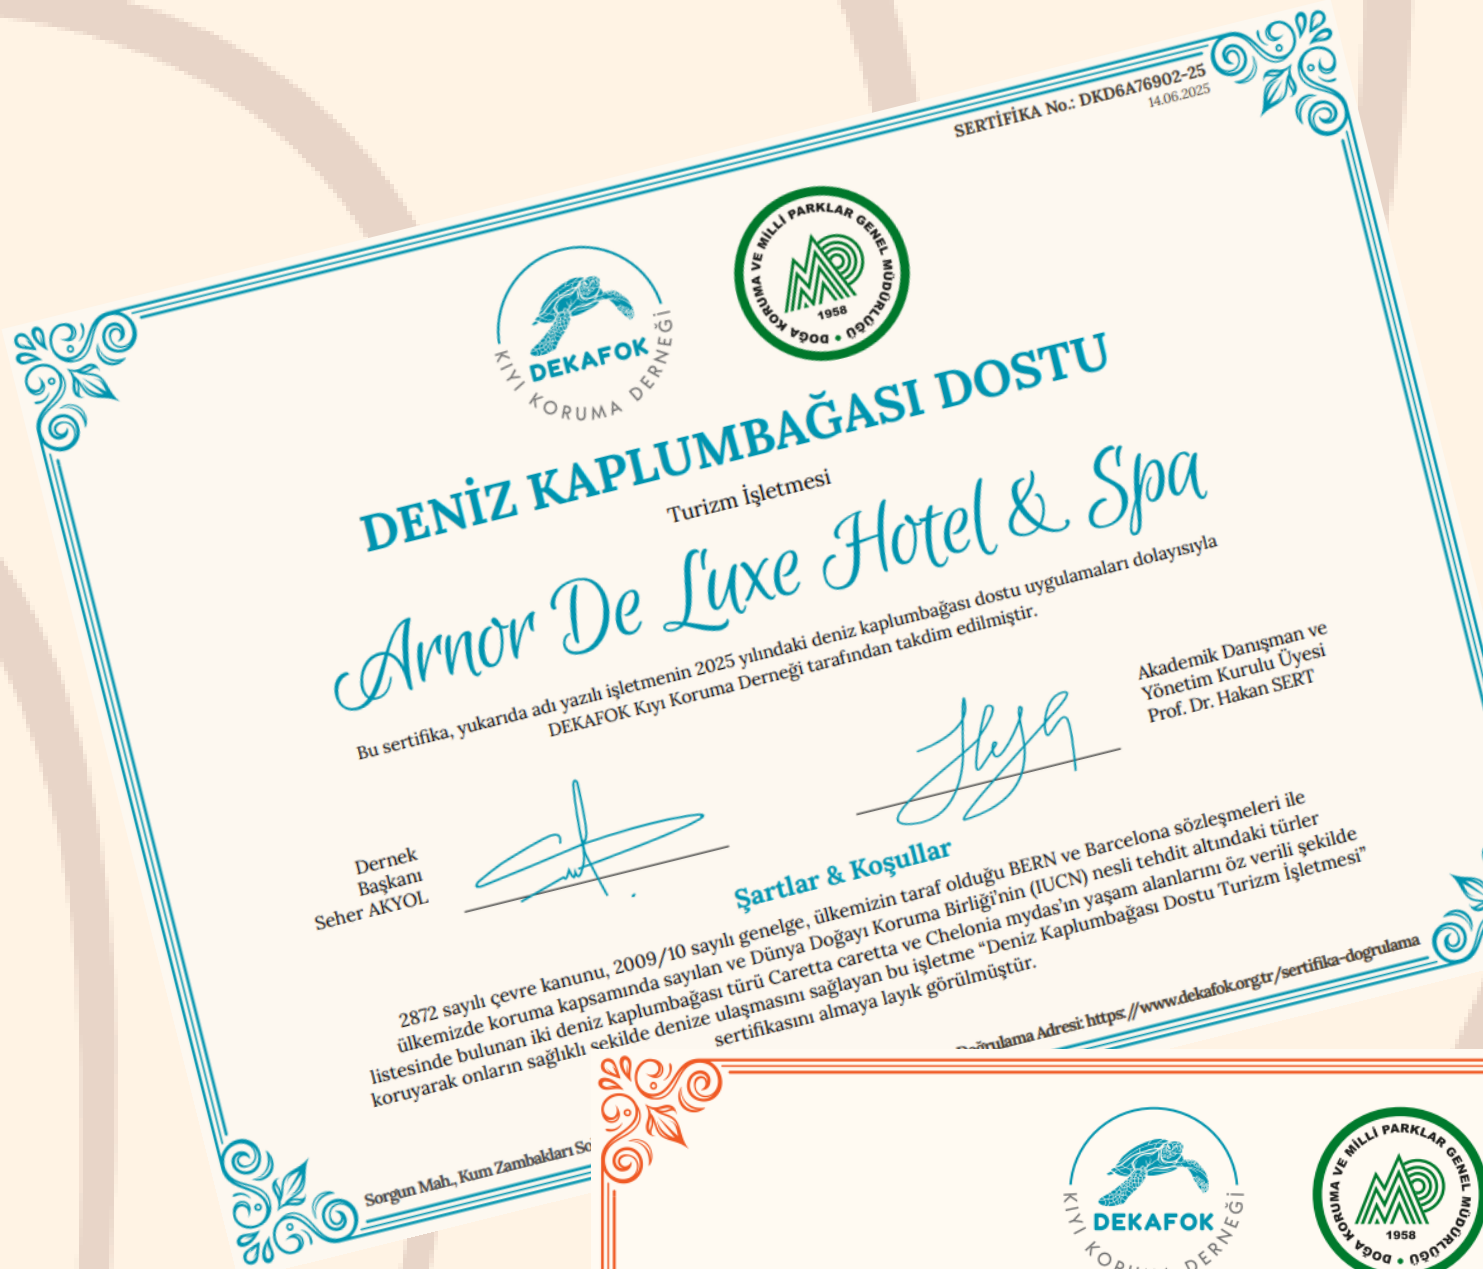 SERTİFİKA No.: DKD6A76902-25
14.06.2025
DEKAFOK
KIYI KORUMA DERNEĞİ
DOĞA KORUMA VE MİLLİ PARKLAR GENEL MÜDÜRLÜĞÜ
1958
DENİZ KAPLUMBAĞASI DOSTU
Turizm İşletmesi
Arnor De Luxe Hotel & Spa
Bu sertifika, yukarıda adı yazılı işletmenin 2025 yılındaki deniz kaplumbağası dostu uygulamaları dolayısıyla
DEKAFOK Kıyı Koruma Derneği tarafından takdim edilmiştir.
Dernek
Başkanı
Seher AKYOL
Akademik Danışman ve
Yönetim Kurulu Üyesi
Prof. Dr. Hakan SERT
Şartlar & Koşullar
2872 sayılı çevre kanunu, 2009/10 sayılı genelge, ülkemizin taraf olduğu BERN ve Barcelona sözleşmeleri ile
ülkemizde koruma kapsamında sayılan ve Dünya Doğayı Koruma Birliği'nin (IUCN) nesli tehdit altındaki türler
listesinde bulunan iki deniz kaplumbağası türü Caretta caretta ve Chelonia mydas'ın yaşam alanlarını öz verili şekilde
koruyarak onların sağlıklı şekilde denize ulaşmasını sağlayan bu işletme “Deniz Kaplumbağası Dostu Turizm İşletmesi”
sertifikasını almaya layık görülmüştür.
Sorgun Mah., Kum Zambakları
Doğrulama Adresi: https://www.dekafok.org.tr/sertifika-dogrulama
DEKAFOK
KIYI KORUMA DERNEĞİ
DOĞA KORUMA VE MİLLİ PARKLAR GENEL MÜDÜRLÜĞÜ
1958